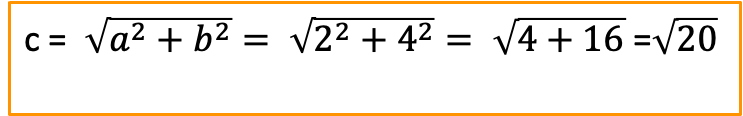 c = √a² + b² = √2² + 4² = √4 + 16 =√20